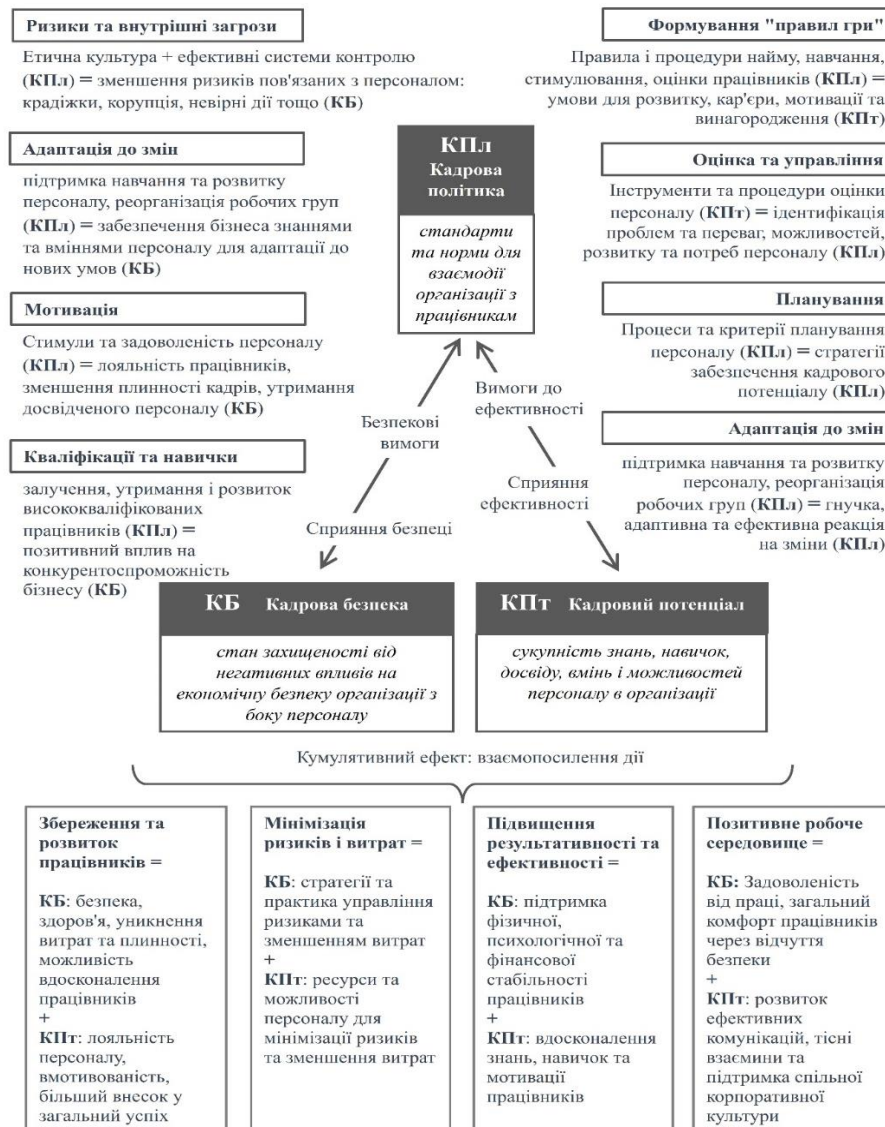 Ризики та внутрішні загрози
Етична культура + ефективні системи контролю
(КПл) = зменшення ризиків пов'язаних з персоналом:
крадіжки, корупція, невірні дії тощо (КБ)
Адаптація до змін
підтримка навчання та розвитку
персоналу, реорганізація робочих груп
(КПл) = забезпечення бізнеса знаннями
та вміннями персоналу для адаптації до
нових умов (КБ)
Мотивація
Стимули та задоволеність персоналу
(КПл) = лояльність працівників,
зменшення плинності кадрів, утримання
досвідченого персоналу (КБ)
Кваліфікації та навички
залучення, утримання і розвиток
висококваліфікованих
працівників (КПл) =
позитивний вплив на
конкурентоспроможність
бізнесу (КБ)
КПл
Кадрова
політика
стандарти
та норми для
взаємодії
організації з
працівникам
Формування "правил гри"
Правила і процедури найму, навчання,
стимулювання, оцінки працівників (КПл) =
умови для розвитку, кар'єри, мотивації та
винагородження (КПт)
Оцінка та управління
Інструменти та процедури оцінки
персоналу (КПт) = ідентифікація
проблем та переваг, можливостей,
розвитку та потреб персоналу (КПл)
Планування
Процеси та критерії планування
персоналу (КПл) = стратегії
забезпечення кадрового
потенціалу (КПл)
Адаптація до змін
підтримка навчання та розвитку
персоналу, реорганізація
робочих груп (КПл) = гнучка,
адаптивна та ефективна реакція
на зміни (КПл)
Безпекові
вимоги
Вимоги до
ефективності
Сприяння безпеці
Сприяння
ефективності
КБ Кадрова безпека
стан захищеності від
негативних впливів на
економічну безпеку організації з
боку персоналу
КПт Кадровий потенціал
сукупність знань, навичок,
досвіду, вмінь і можливостей
персоналу в організації
Кумулятивний ефект: взаємопосилення дії
Збереження та
розвиток
працівників =
КБ: безпека,
здоров'я, уникнення
витрат та плинності,
можливість
вдосконалення
працівників
+
КПт: лояльність
персоналу,
вмотивованість,
більший внесок у
загальний успіх
Мінімізація
ризиків і витрат =
КБ: стратегії та
практика управління
ризиками та
зменшенням витрат
+
КПт: ресурси та
можливості
персоналу для
мінімізації ризиків
та зменшення витрат
Підвищення
результативності та
ефективності =
КБ: підтримка
фізичної,
психологічної та
фінансової
стабільності
працівників
+
КПт: вдосконалення
знань, навичок та
мотивації
працівників
Позитивне робоче
середовище =
КБ: Задоволеність
від праці, загальний
комфорт працівників
через відчуття
безпеки
+
КПт: розвиток
ефективних
комунікацій, тісні
взаємини та
підтримка спільної
корпоративної
культури